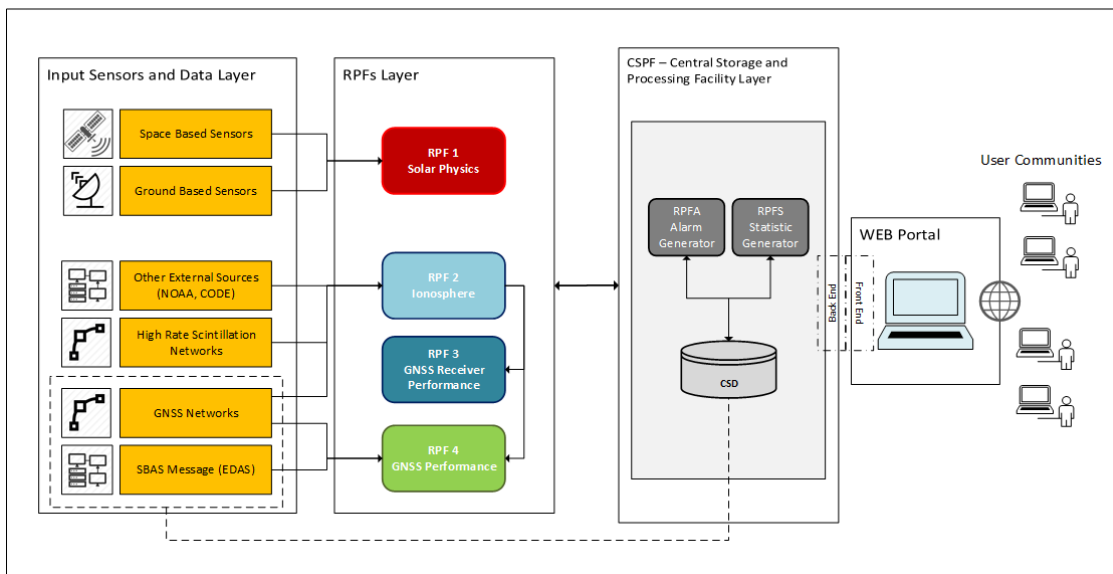 Input Sensors and Data Layer
Space Based Sensors
Ground Based Sensors
Other External Sources
(NOAA, CODE)
High Rate Scintillation
Networks
GNSS Networks
SBAS Message (EDAS)
RPFs Layer
RPF 1
Solar Physics
RPF 2
Ionosphere
RPF 3
GNSS Receiver
Performance
RPF 4
GNSS Performance
CSPF – Central Storage and
Processing Facility Layer
RPFA
Alarm
Generator
RPFS
Statistic
Generator
CSD
Back End
Front End
WEB Portal
User Communities